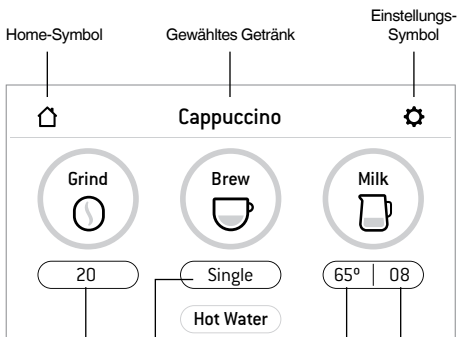 Einstellungs-
Home-Symbol Gewähltes Getränk Symbol
Cappuccino
Grind Brew Milk
20 Single 65° 08
Hot Water